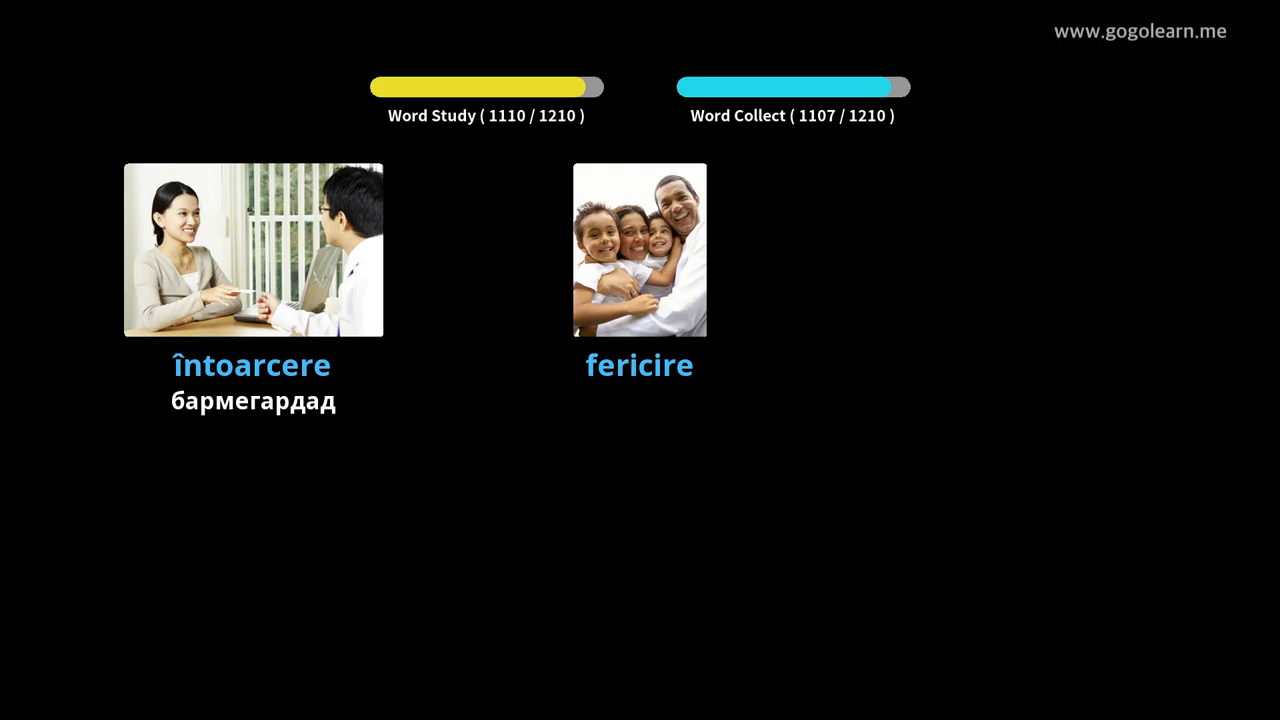 www.gogolearn.me
Word Study ( 1110 / 1210 )
Word Collect ( 1107 / 1210 )
întoarcere
бармегардад
fericire